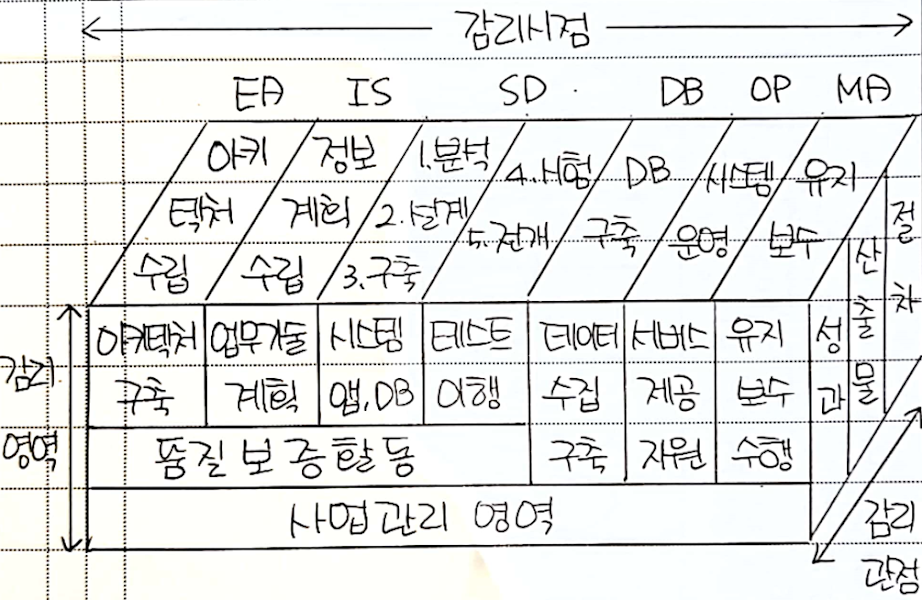 감리시점
EA IS SD DB OP MA
아키 정보 1.분석 4.시험 DB 시스템 유지
텍처 계획 2.설계 5.전개 구축 운영 보수
수립 수립 3.구축
절차
산출물
성과
감리
영역
아키텍처 업무기술 시스템 테스트 데이터 서비스 유지
구축 계획 앱,DB 이행 수집 제공 보수
품질보증활동 구축 자원 수행
사업관리 영역
감리
관점